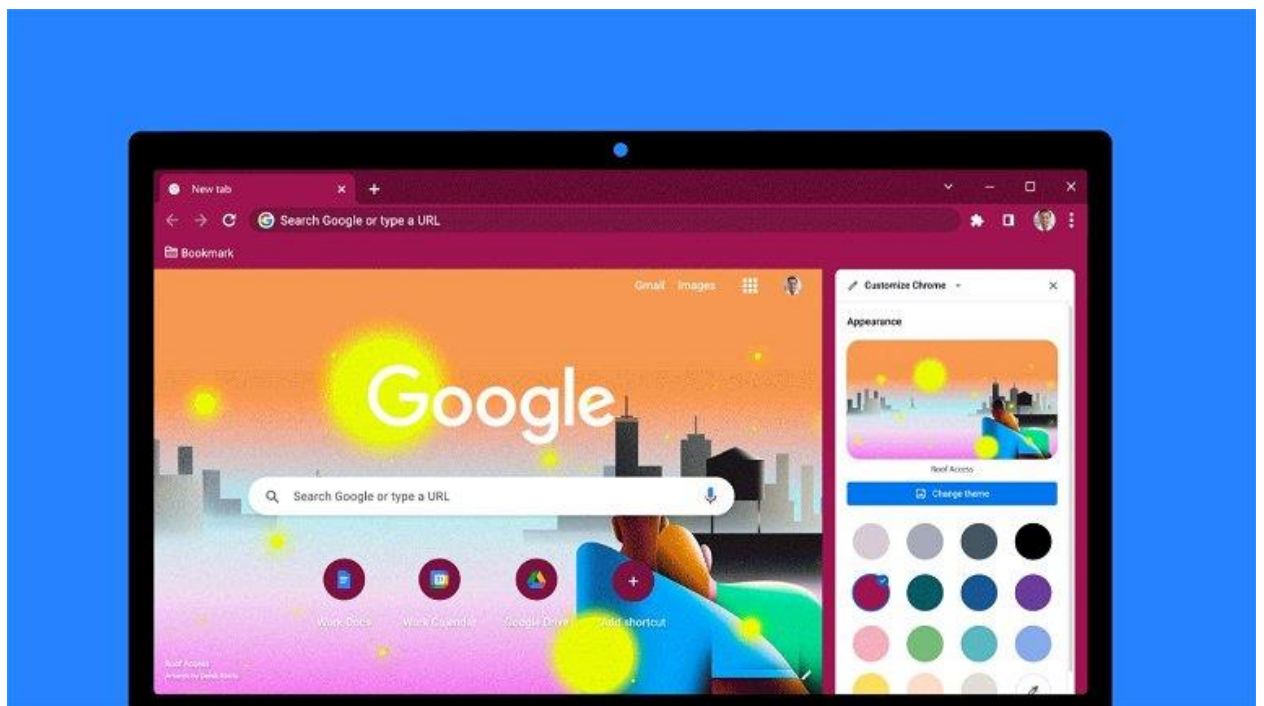 New tab
Search Google or type a URL
Bookmark
Gmail Images
Customize Chrome
Appearance
Google
Roof Access
Search Google or type a URL
Change theme
Work Docs Work Calendar Google Drive Add shortcut
Roof Access